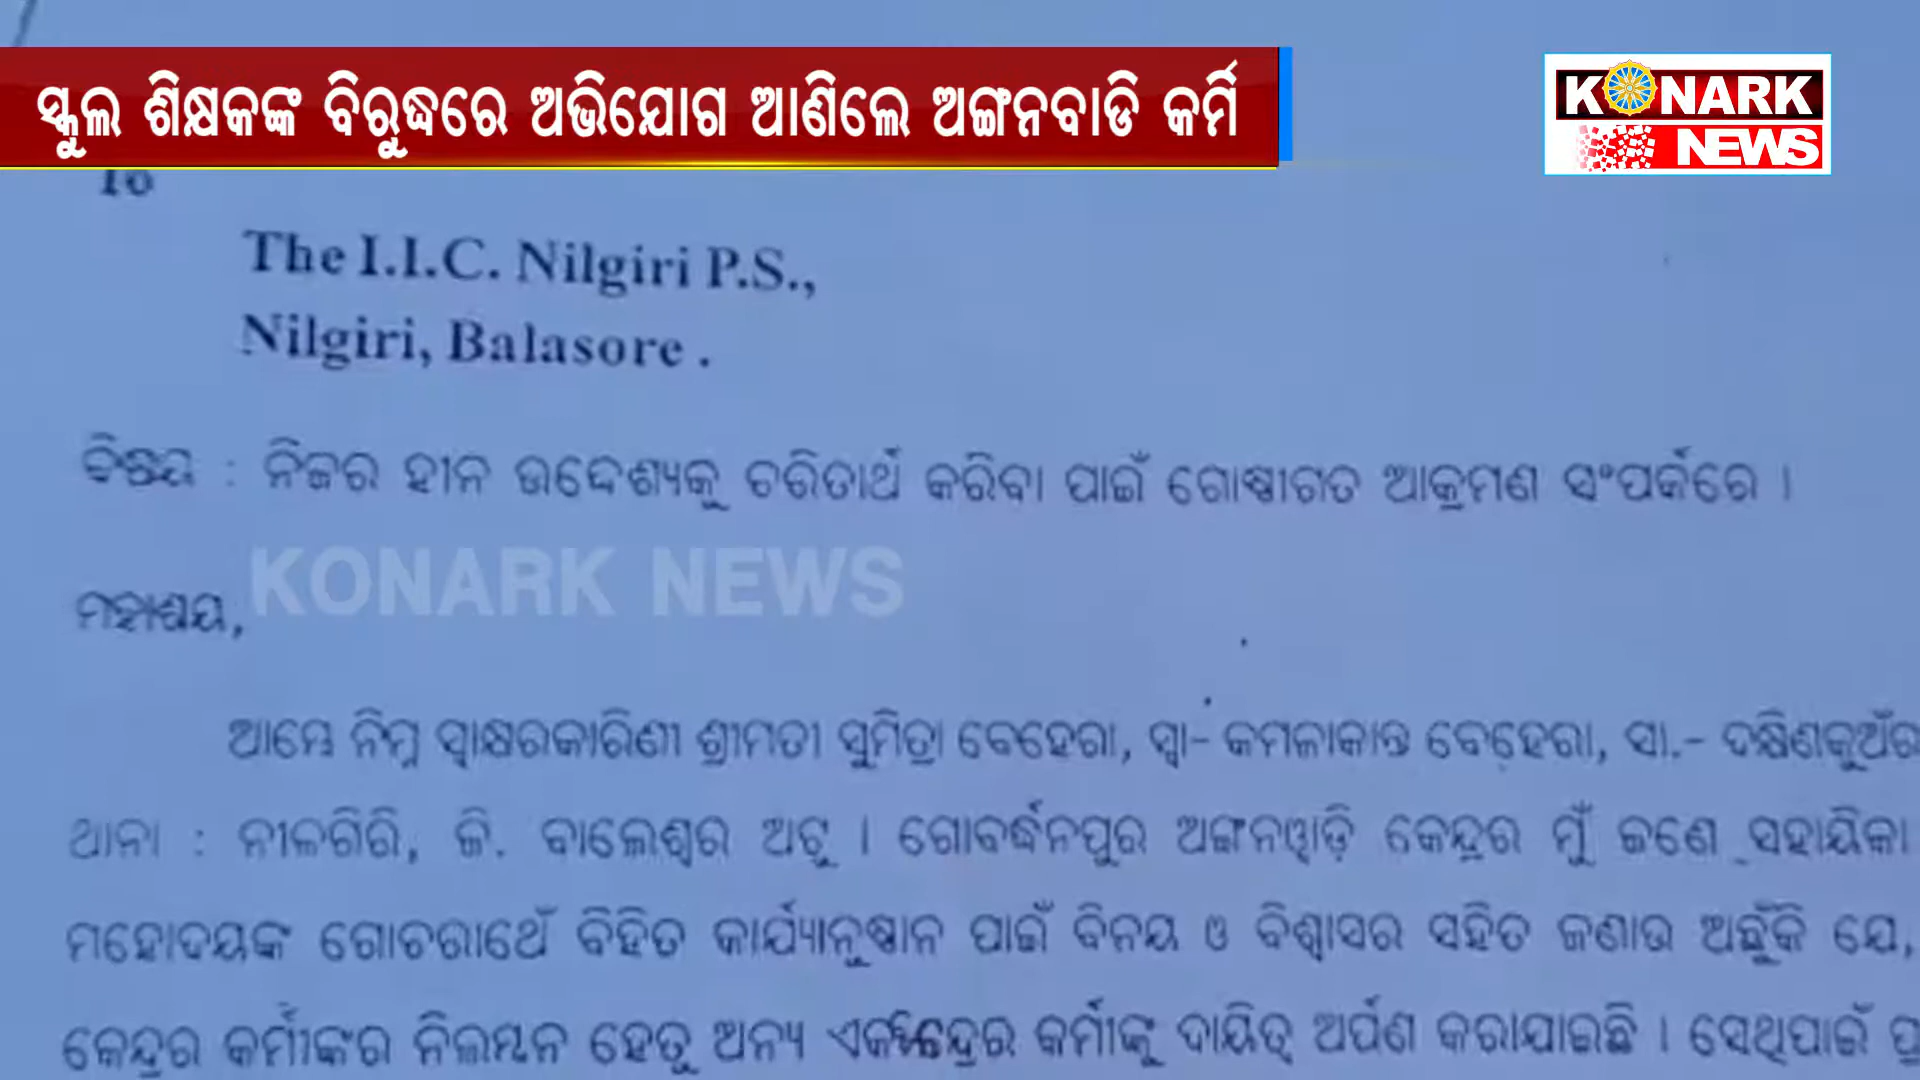 ସ୍କୁଲ ଶିକ୍ଷକଙ୍କ ବିରୁଦ୍ଧରେ ଅଭିଯୋଗ ଆଣିଲେ ଅଙ୍ଗନବାଡି କର୍ମି
KONARK
NEWS
To
The I.I.C. Nilgiri P.S.,
Nilgiri, Balasore .
ବିଷୟ : ନିଜର ହୀନ ଉଦ୍ଦେଶ୍ୟକୁ ଚରିତାର୍ଥ କରିବା ପାଇଁ ଗୋଷ୍ଠୀଗତ ଆକ୍ରମଣ ସଂପର୍କରେ ।
KONARK NEWS
ମହାଶୟ,
ଆମ୍ଭେ ନିମ୍ନ ସ୍ୱାକ୍ଷରକାରିଣୀ ଶ୍ରୀମତୀ ସୁମିତ୍ରା ବେହେରା, ସ୍ୱା- କମଳାକାନ୍ତ ବେହେରା, ସା.- ଦକ୍ଷିଣକୁଅଁର
ଥାନା : ନୀଳଗିରି, ଜି. ବାଲେଶ୍ୱର ଅଟୁ । ଗୋବର୍ଦ୍ଧନପୁର ଅଙ୍ଗନୱାଡ଼ି କେନ୍ଦ୍ରର ମୁଁ ଜଣେ ସହାୟିକା
ମହୋଦୟଙ୍କ ଗୋଚରାର୍ଥେ ବିହିତ କାର୍ଯ୍ୟାନୁଷ୍ଠାନ ପାଇଁ ବିନୟ ଓ ବିଶ୍ୱାସର ସହିତ ଜଣାଉ ଅଛୁଁକି ଯେ,
କେନ୍ଦ୍ରର କର୍ମୀଙ୍କର ନିଲମ୍ବନ ହେତୁ ଅନ୍ୟ ଏକ କେନ୍ଦ୍ରର କର୍ମୀଙ୍କୁ ଦାୟିତ୍ୱ ଅର୍ପଣ କରାଯାଇଛି । ସେଥିପାଇଁ